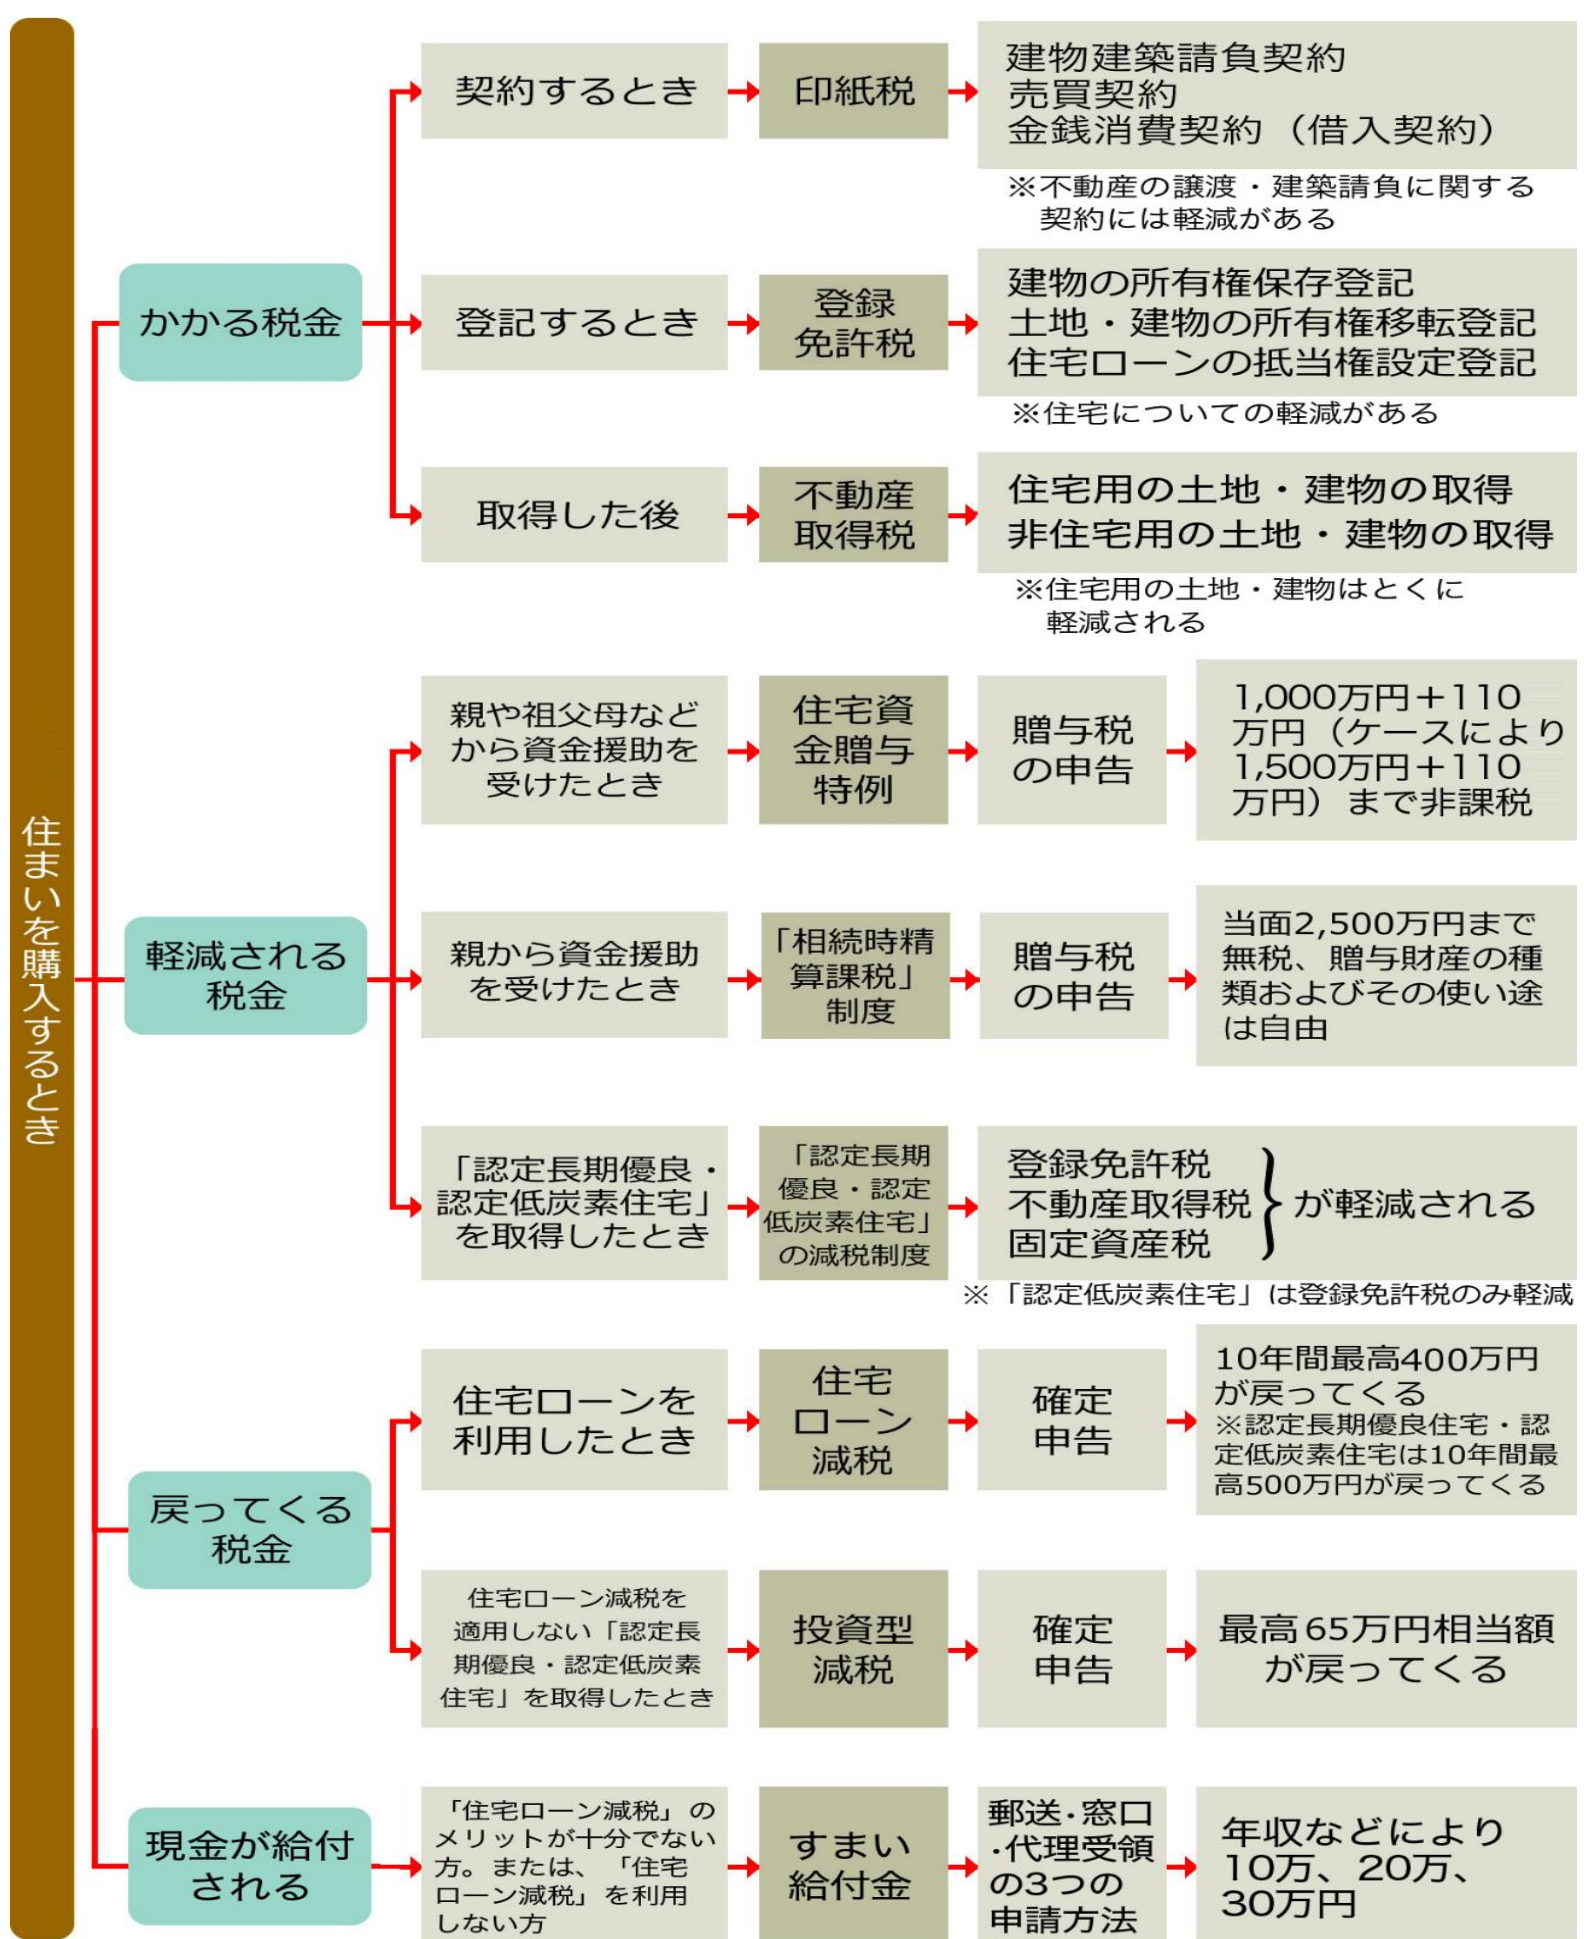 住まいを購入するとき
かかる税金
契約するとき
印紙税
建物建築請負契約
売買契約
金銭消費契約（借入契約）
※不動産の譲渡・建築請負に関する
契約には軽減がある
登記するとき
登録
免許税
建物の所有権保存登記
土地・建物の所有権移転登記
住宅ローンの抵当権設定登記
※住宅についての軽減がある
取得した後
不動産
取得税
住宅用の土地・建物の取得
非住宅用の土地・建物の取得
※住宅用の土地・建物はとくに
軽減される
軽減される
税金
親や祖父母など
から資金援助を
受けたとき
住宅資
金贈与
特例
贈与税
の申告
1,000万円＋110
万円（ケースにより
1,500万円＋110
万円）まで非課税
親から資金援助
を受けたとき
「相続時精
算課税」
制度
贈与税
の申告
当面2,500万円まで
無税、贈与財産の種
類およびその使い途
は自由
「認定長期優良・
認定低炭素住宅」
を取得したとき
「認定長期
優良・認定
低炭素住宅」
の減税制度
登録免許税
不動産取得税
固定資産税
が軽減される
※「認定低炭素住宅」は登録免許税のみ軽減
戻ってくる
税金
住宅ローンを
利用したとき
住宅
ローン
減税
確定
申告
10年間最高400万円
が戻ってくる
※認定長期優良住宅・認
定低炭素住宅は10年間最
高500万円が戻ってくる
住宅ローン減税を
適用しない「認定長
期優良・認定低炭素
住宅」を取得したとき
投資型
減税
確定
申告
最高65万円相当額
が戻ってくる
現金が給付
される
「住宅ローン減税」の
メリットが十分でない
方。または、「住宅
ローン減税」を利用
しない方
すまい
給付金
郵送・窓口
・代理受領
の3つの
申請方法
年収などにより
10万、20万、
30万円